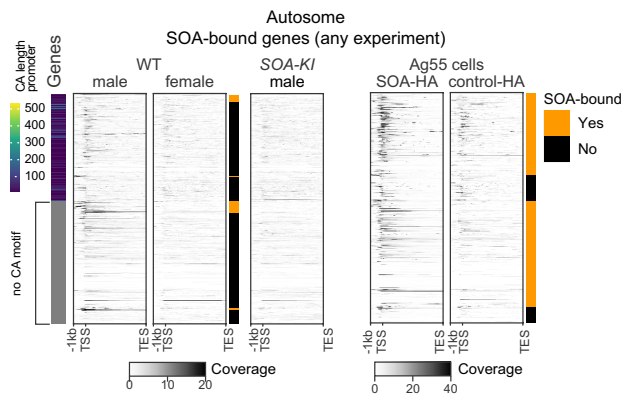 Autosome
SOA-bound genes (any experiment)
WT
SOA-KI
Ag55 cells
male
female
male
SOA-HA
control-HA
CA length
promoter
Genes
500
400
300
200
100
no CA motif
SOA-bound
Yes
No
-1kb
TSS
TES
-1kb
TSS
TES
-1kb
TSS
TES
-1kb
TSS
TES
0
10
20
Coverage
0
20
40
Coverage